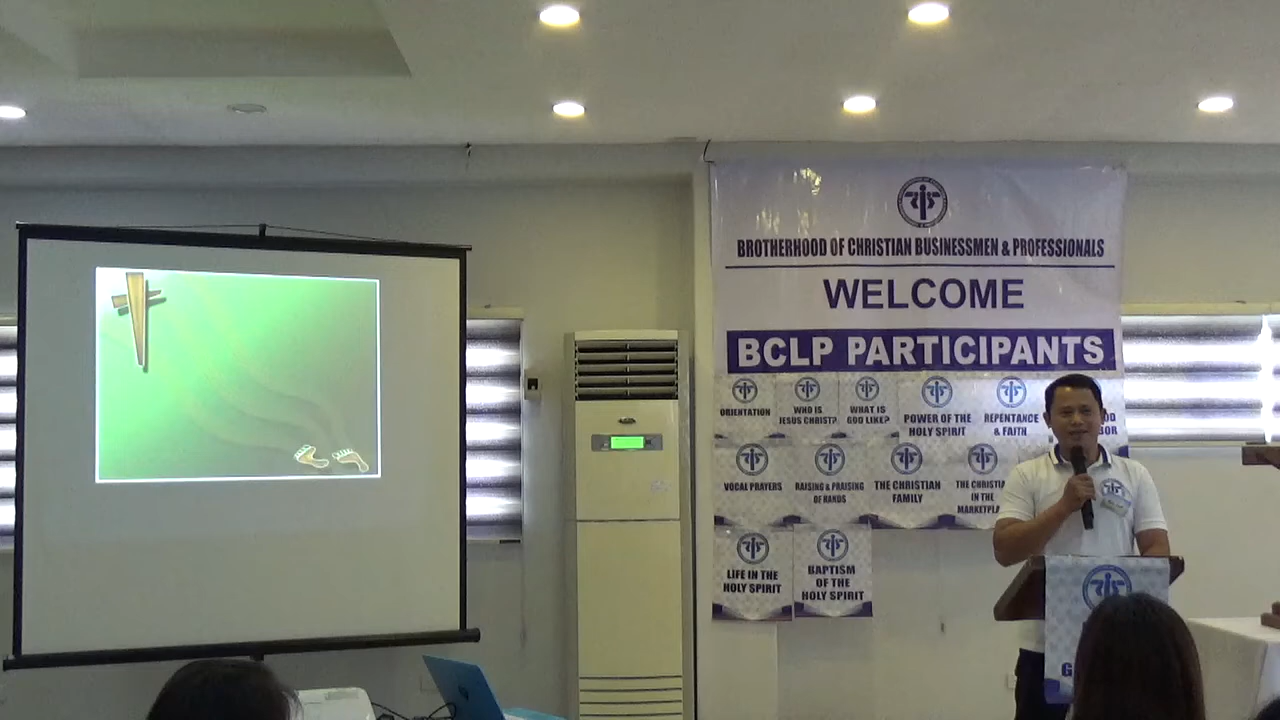 BROTHERHOOD OF CHRISTIAN BUSINESSMEN & PROFESSIONALS
WELCOME
BCLP PARTICIPANTS
ORIENTATION
WHO IS
JESUS CHRIST?
WHAT IS
GOD LIKE?
POWER OF THE
HOLY SPIRIT
REPENTANCE
& FAITH
VOCAL PRAYERS
RAISING & PRAISING
OF HANDS
THE CHRISTIAN
FAMILY
THE CHRISTIA
IN THE
MARKETPLA
LIFE IN THE
HOLY SPIRIT
BAPTISM
OF THE
HOLY SPIRIT
G